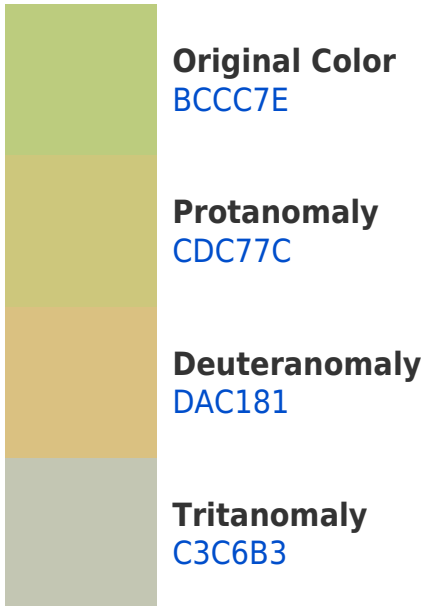 Original Color
BCCC7E
Protanomaly
CDC77C
Deuteranomaly
DAC181
Tritanomaly
C3C6B3